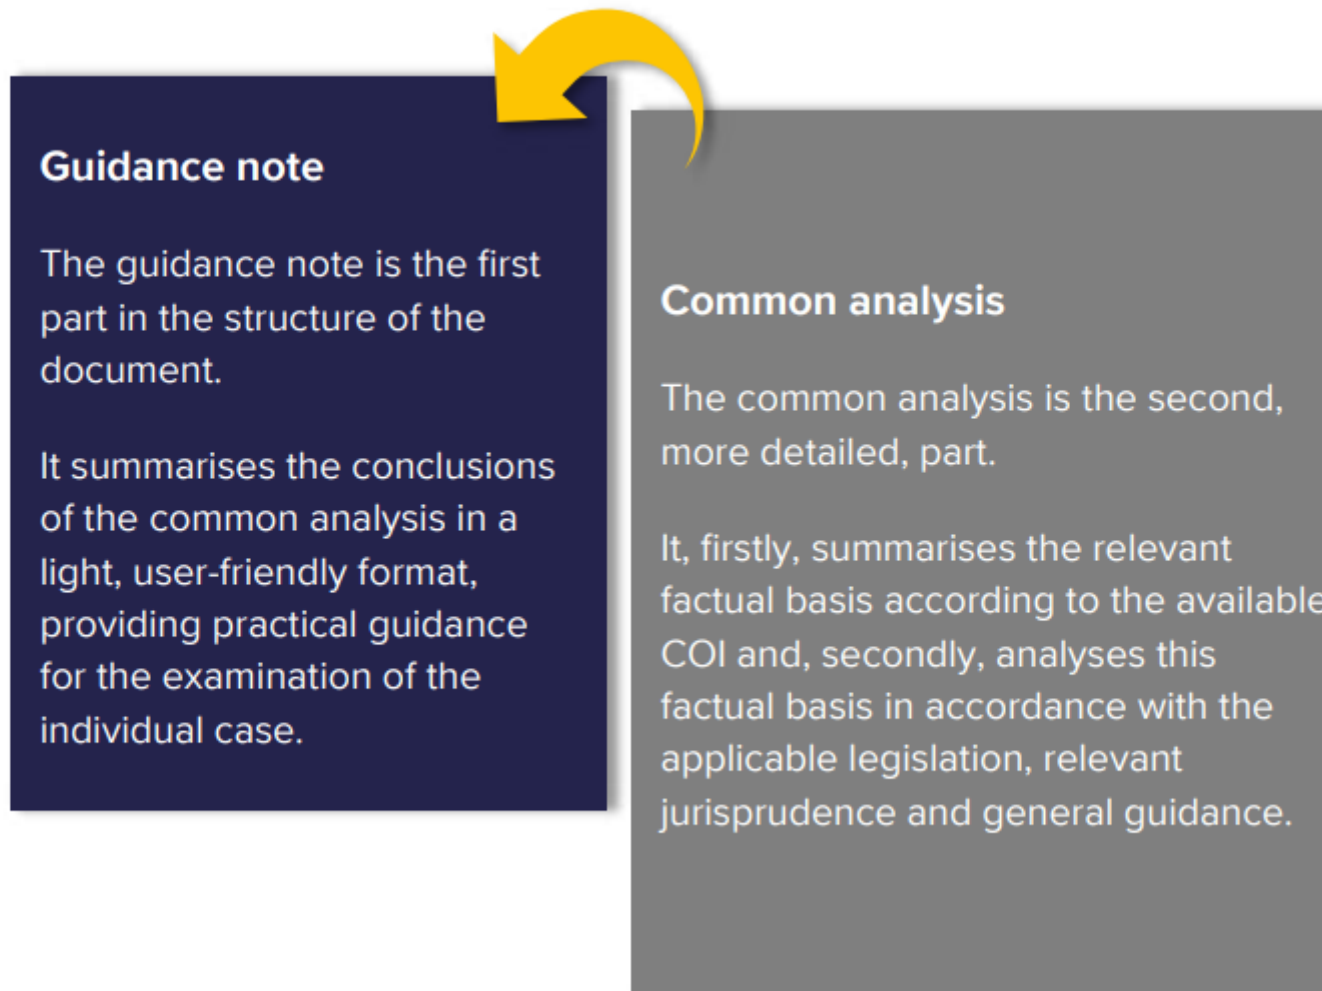 Guidance note
The guidance note is the first
part in the structure of the
document.
It summarises the conclusions
of the common analysis in a
light, user-friendly format,
providing practical guidance
for the examination of the
individual case.
Common analysis
The common analysis is the second,
more detailed, part.
It, firstly, summarises the relevant
factual basis according to the available
COI and, secondly, analyses this
factual basis in accordance with the
applicable legislation, relevant
jurisprudence and general guidance.